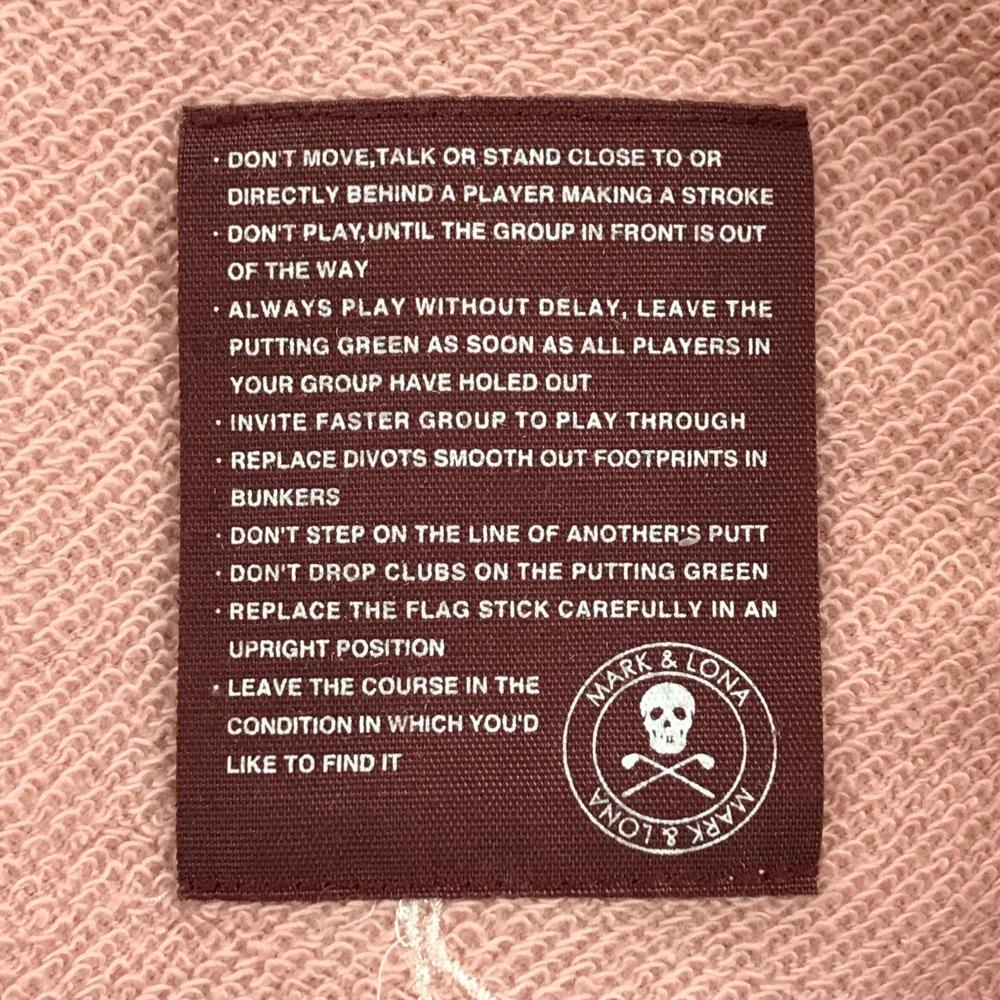 · DON'T MOVE,TALK OR STAND CLOSE TO OR
DIRECTLY BEHIND A PLAYER MAKING A STROKE
· DON'T PLAY,UNTIL THE GROUP IN FRONT IS OUT
OF THE WAY
· ALWAYS PLAY WITHOUT DELAY, LEAVE THE
PUTTING GREEN AS SOON AS ALL PLAYERS IN
YOUR GROUP HAVE HOLED OUT
· INVITE FASTER GROUP TO PLAY THROUGH
· REPLACE DIVOTS SMOOTH OUT FOOTPRINTS IN
BUNKERS
· DON'T STEP ON THE LINE OF ANOTHER'S PUTT
· DON'T DROP CLUBS ON THE PUTTING GREEN
· REPLACE THE FLAG STICK CAREFULLY IN AN
UPRIGHT POSITION
· LEAVE THE COURSE IN THE
CONDITION IN WHICH YOU'D
LIKE TO FIND IT
MARK & LONA
MARK & LONA